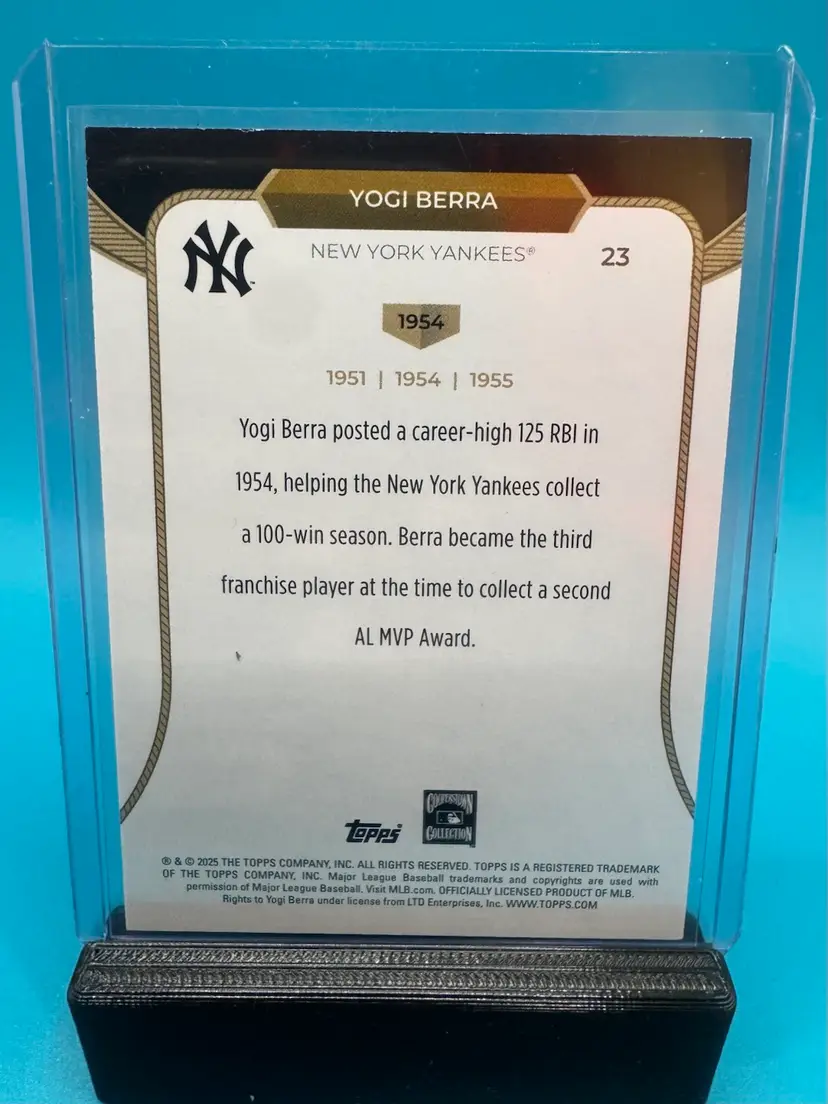 YOGI BERRA
NY
NEW YORK YANKEES®
23
1954
1951 | 1954 | 1955
Yogi Berra posted a career-high 125 RBI in
1954, helping the New York Yankees collect
a 100-win season. Berra became the third
franchise player at the time to collect a second
AL MVP Award.
topps
COOPERSTOWN
COLLECTION
® & © 2025 THE TOPPS COMPANY, INC. ALL RIGHTS RESERVED. TOPPS IS A REGISTERED TRADEMARK
OF THE TOPPS COMPANY, INC. Major League Baseball trademarks and copyrights are used with
permission of Major League Baseball. Visit MLB.com. OFFICIALLY LICENSED PRODUCT OF MLB.
Rights to Yogi Berra under license from LTD Enterprises, Inc. WWW.TOPPS.COM